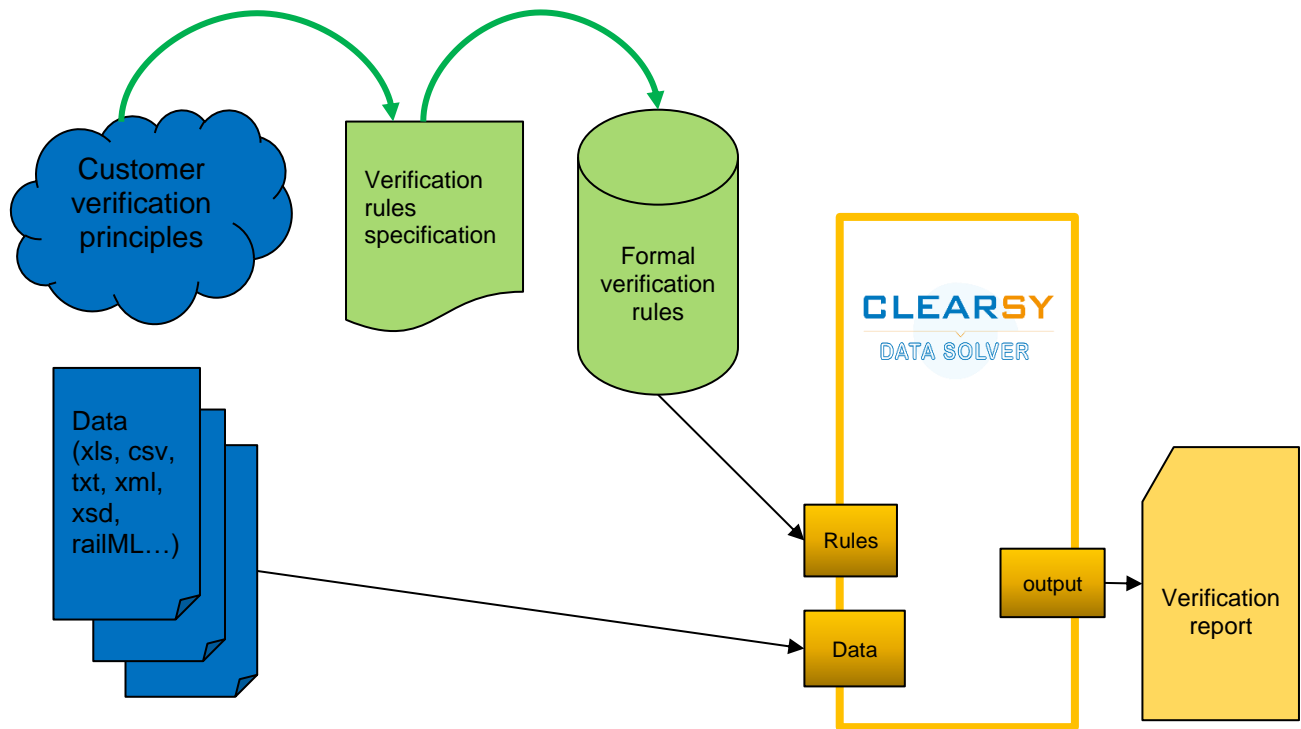 Customer
verification
principles
Verification
rules
specification
Formal
verification
rules
CLEARSY
DATA SOLVER
Data
(xls, csv,
txt, xml,
xsd,
railML…)
Rules
output
Data
Verification
report